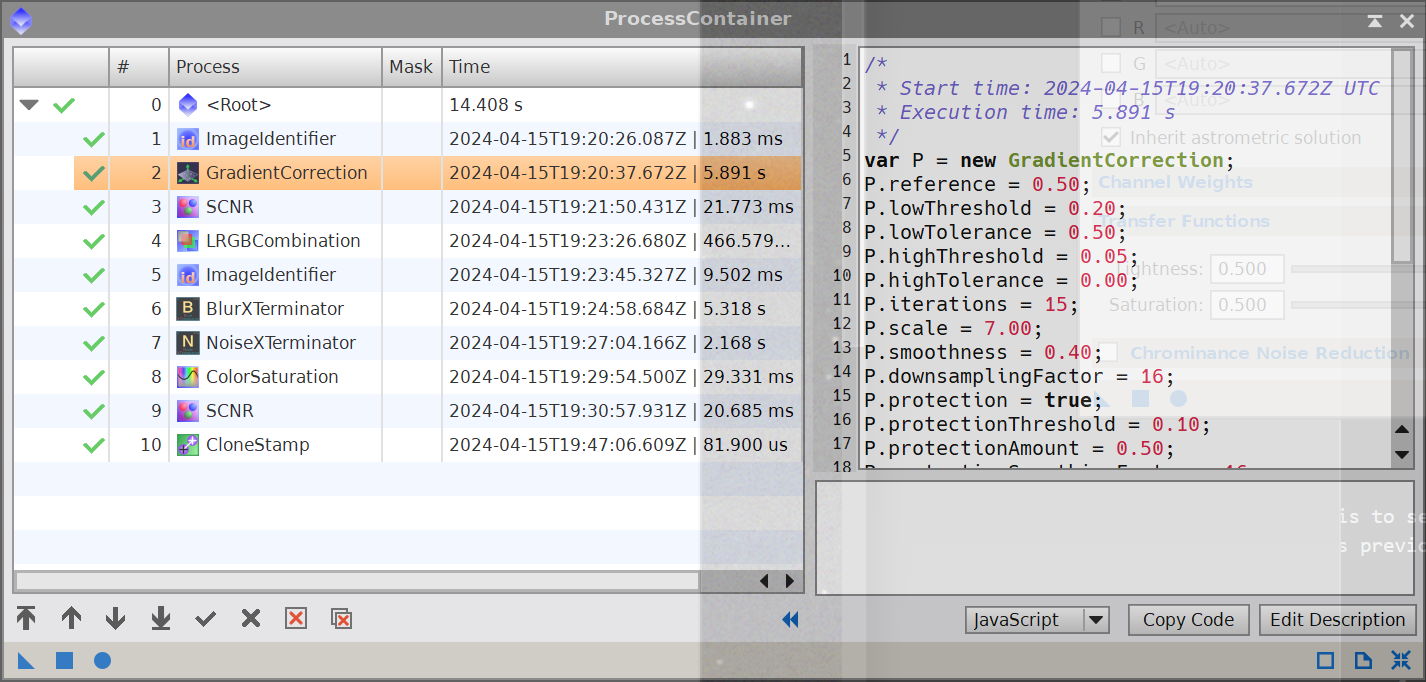 ProcessContainer
# Process Mask Time
0 <Root> 14.408 s
1 ImageIdentifier 2024-04-15T19:20:26.087Z | 1.883 ms
2 GradientCorrection 2024-04-15T19:20:37.672Z | 5.891 s
3 SCNR 2024-04-15T19:21:50.431Z | 21.773 ms
4 LRGBCombination 2024-04-15T19:23:26.680Z | 466.579...
5 ImageIdentifier 2024-04-15T19:23:45.327Z | 9.502 ms
6 BlurXTerminator 2024-04-15T19:24:58.684Z | 5.318 s
7 NoiseXTerminator 2024-04-15T19:27:04.166Z | 2.168 s
8 ColorSaturation 2024-04-15T19:29:54.500Z | 29.331 ms
9 SCNR 2024-04-15T19:30:57.931Z | 20.685 ms
10 CloneStamp 2024-04-15T19:47:06.609Z | 81.900 us
1 /*
2 * Start time: 2024-04-15T19:20:37.672Z UTC
3 * Execution time: 5.891 s
4 */
5 var P = new GradientCorrection;
6 P.reference = 0.50;
7 P.lowThreshold = 0.20;
8 P.lowTolerance = 0.50;
9 P.highThreshold = 0.05;
10 P.highTolerance = 0.00;
11 P.iterations = 15;
12 P.scale = 7.00;
13 P.smoothness = 0.40;
14 P.downsamplingFactor = 16;
15 P.protection = true;
16 P.protectionThreshold = 0.10;
17 P.protectionAmount = 0.50;
18
R <Auto>
G <Auto>
B <Auto>
Inherit astrometric solution
Channel Weights
Transfer Functions
Lightness: 0.500
Saturation: 0.500
Chrominance Noise Reduction
is to
previ
JavaScript
Copy Code
Edit Description